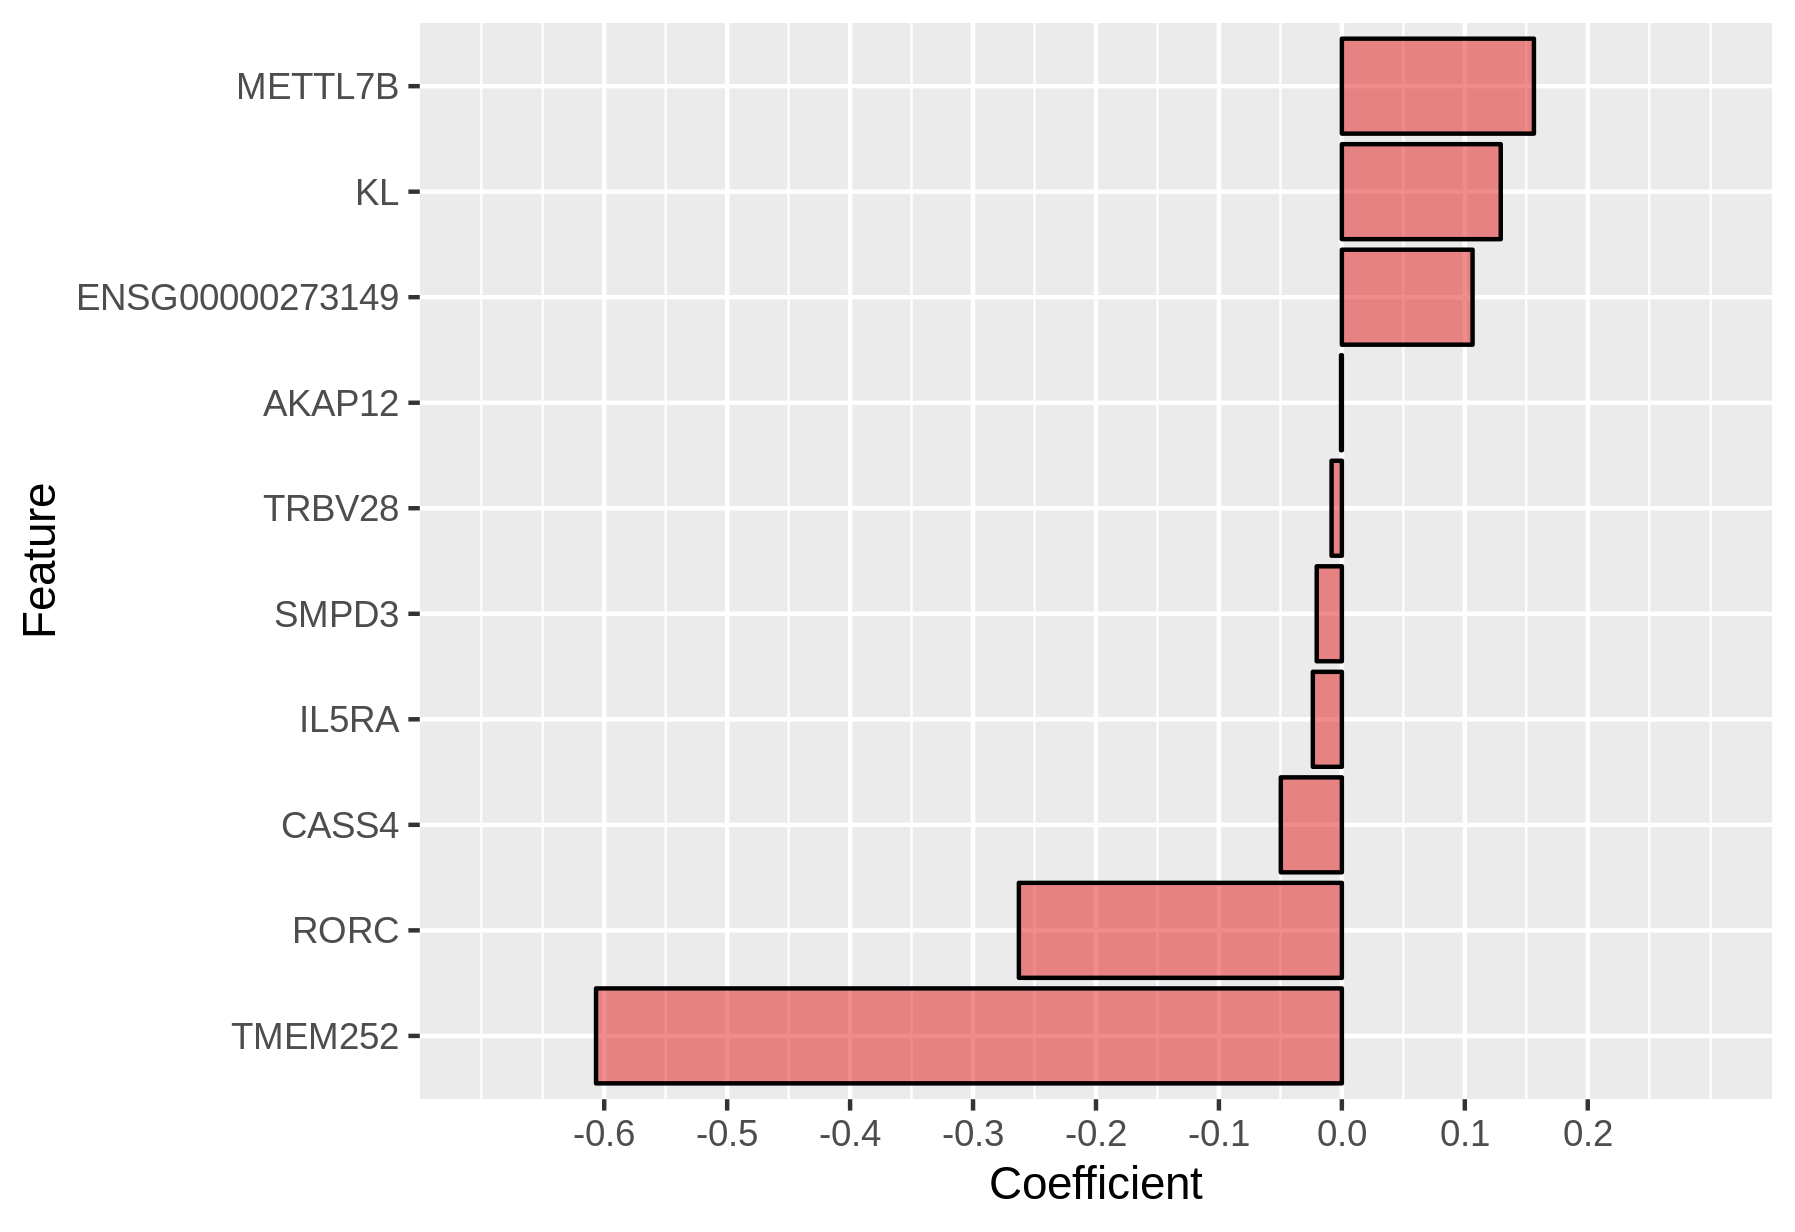 METTL7B
KL
ENSG00000273149
AKAP12
TRBV28
SMPD3
IL5RA
CASS4
RORC
TMEM252
Feature
-0.6 -0.5 -0.4 -0.3 -0.2 -0.1 0.0 0.1 0.2
Coefficient